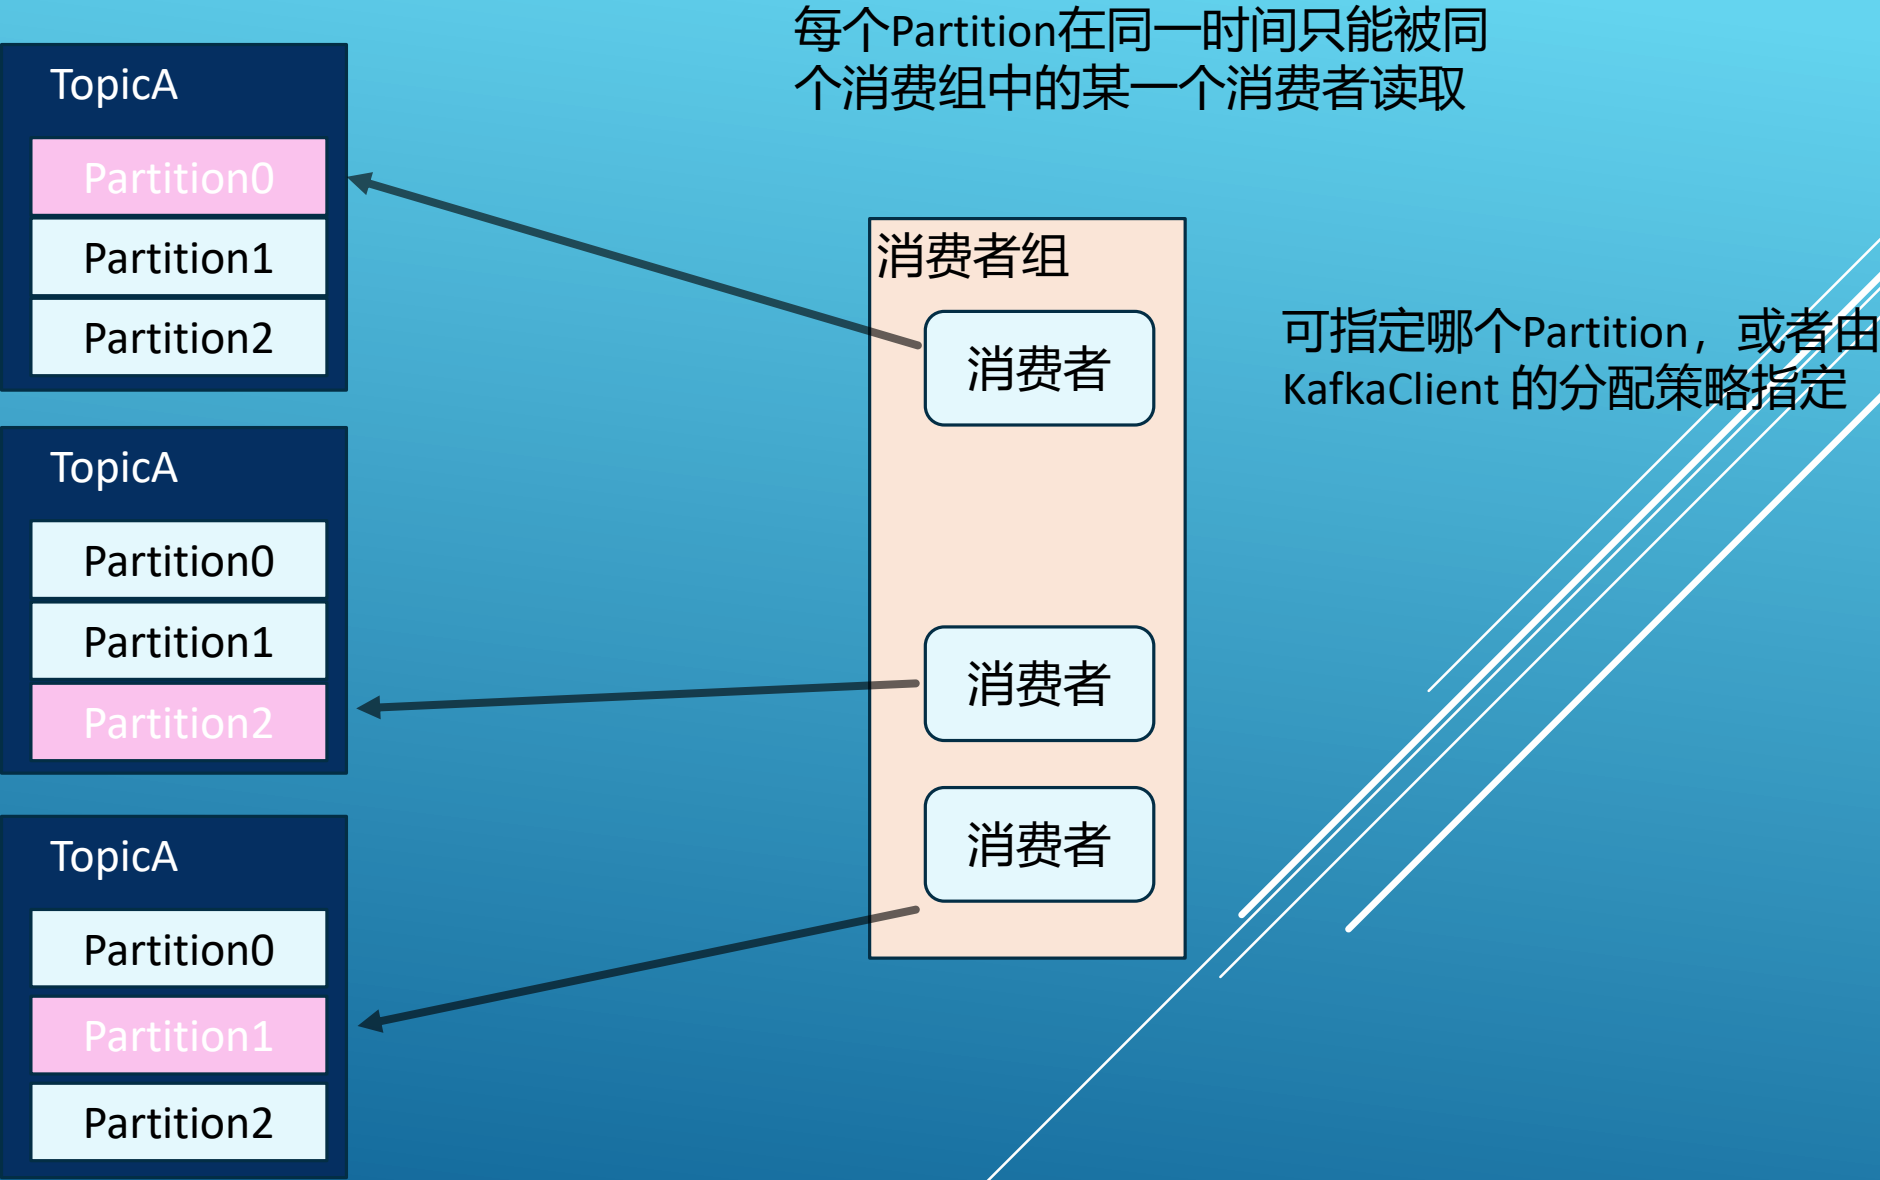 每个Partition在同一时间只能被同
个消费组中的某一个消费者读取
TopicA
Partition0
Partition1
Partition2
TopicA
Partition0
Partition1
Partition2
TopicA
Partition0
Partition1
Partition2
消费者组
消费者
消费者
消费者
可指定哪个Partition，或者由
KafkaClient 的分配策略指定